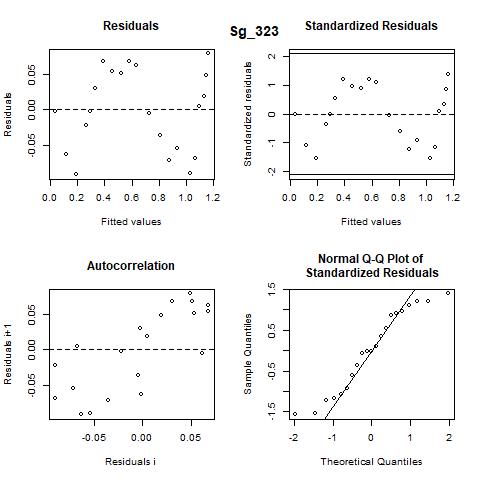 Sg_323
Residuals
Residuals
0.05
0.00
-0.05
0.0 0.2 0.4 0.6 0.8 1.0 1.2
Fitted values
Standardized Residuals
Standardized residuals
2
1
0
-1
-2
0.0 0.2 0.4 0.6 0.8 1.0 1.2
Fitted values
Autocorrelation
Residuals i+1
0.05
0.00
-0.05
-0.05 0.00 0.05
Residuals i
Normal Q-Q Plot of
Standardized Residuals
Sample Quantiles
1.5
0.5
-0.5
-1.5
-2 -1 0 1 2
Theoretical Quantiles